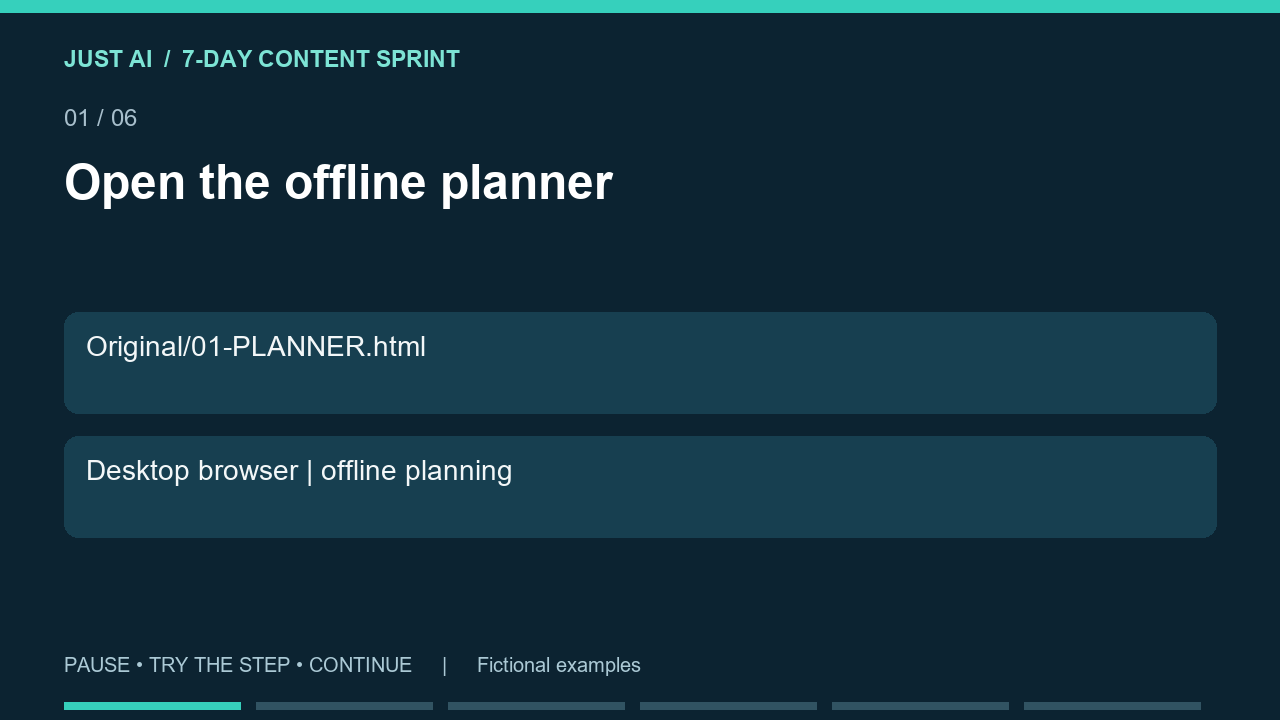 JUST AI / 7-DAY CONTENT SPRINT
01 / 06
Open the offline planner
Original/01-PLANNER.html
Desktop browser | offline planning
PAUSE • TRY THE STEP • CONTINUE | Fictional examples